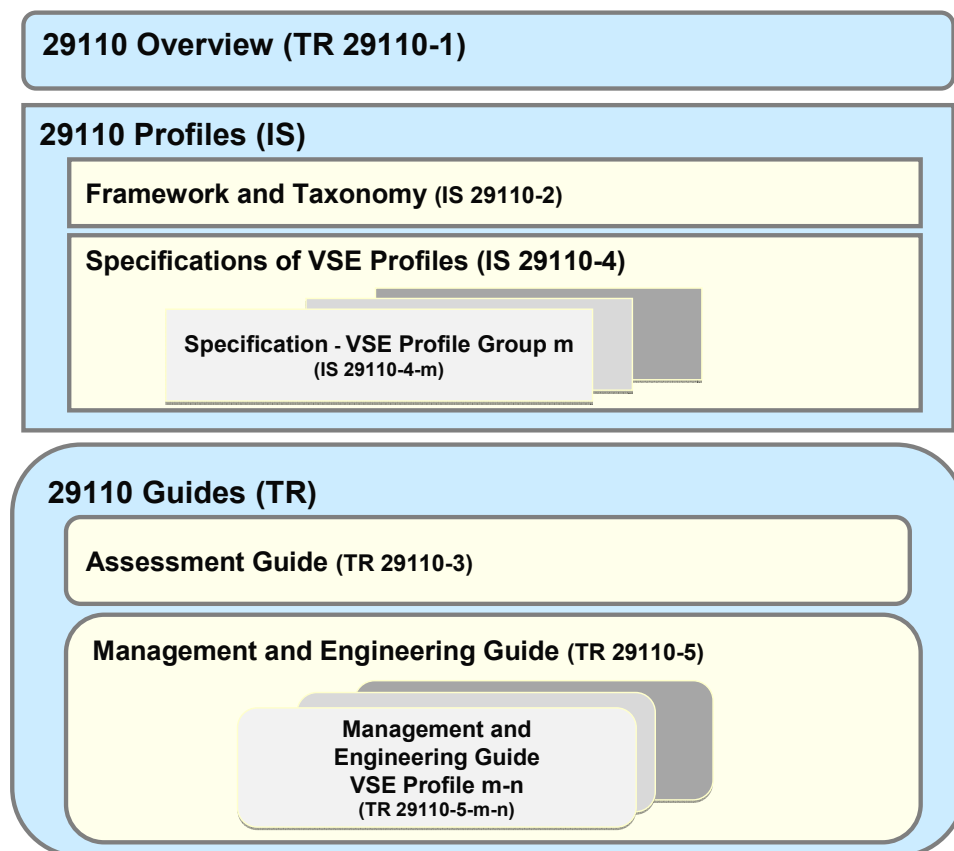 29110 Overview (TR 29110-1)
29110 Profiles (IS)
Framework and Taxonomy (IS 29110-2)
Specifications of VSE Profiles (IS 29110-4)
Specification - VSE Profile Group m
(IS 29110-4-m)
29110 Guides (TR)
Assessment Guide (TR 29110-3)
Management and Engineering Guide (TR 29110-5)
Management and
Engineering Guide
VSE Profile m-n
(TR 29110-5-m-n)